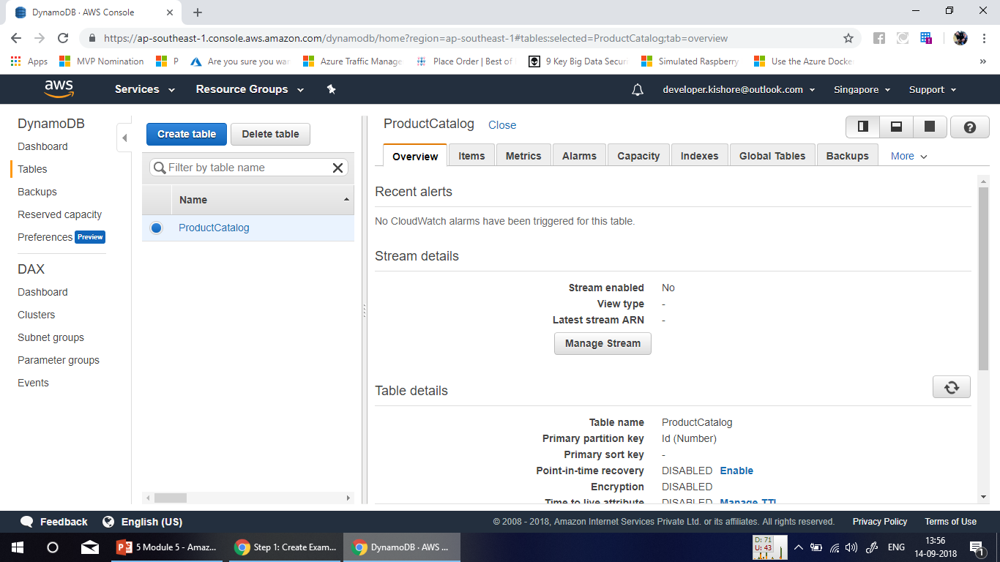 DynamoDB · AWS Console
https://ap-southeast-1.console.aws.amazon.com/dynamodb/home?region=ap-southeast-1#tables:selected=ProductCatalog;tab=overview
Apps MVP Nomination P Are you sure you wan Azure Traffic Manage Place Order | Best of 9 Key Big Data Securi Simulated Raspberry Use the Azure Docke »
aws Services Resource Groups developer.kishore@outlook.com Singapore Support
DynamoDB
Dashboard
Tables
Backups
Reserved capacity
Preferences Preview
DAX
Dashboard
Clusters
Subnet groups
Parameter groups
Events
Create table Delete table
Filter by table name
Name
ProductCatalog
ProductCatalog Close
Overview Items Metrics Alarms Capacity Indexes Global Tables Backups More
Recent alerts
No CloudWatch alarms have been triggered for this table.
Stream details
Stream enabled No
View type -
Latest stream ARN -
Manage Stream
Table details
Table name ProductCatalog
Primary partition key Id (Number)
Primary sort key -
Point-in-time recovery DISABLED Enable
Encryption DISABLED
Time to live attribute DISABLED Manage TTL
Feedback English (US) © 2008 - 2018, Amazon Internet Services Private Ltd. or its affiliates. All rights reserved. Privacy Policy Terms of Use
5 Module 5 - Amaz... Step 1: Create Exam... DynamoDB · AWS ...
D: 71
U: 43
ENG
13:56
14-09-2018
1